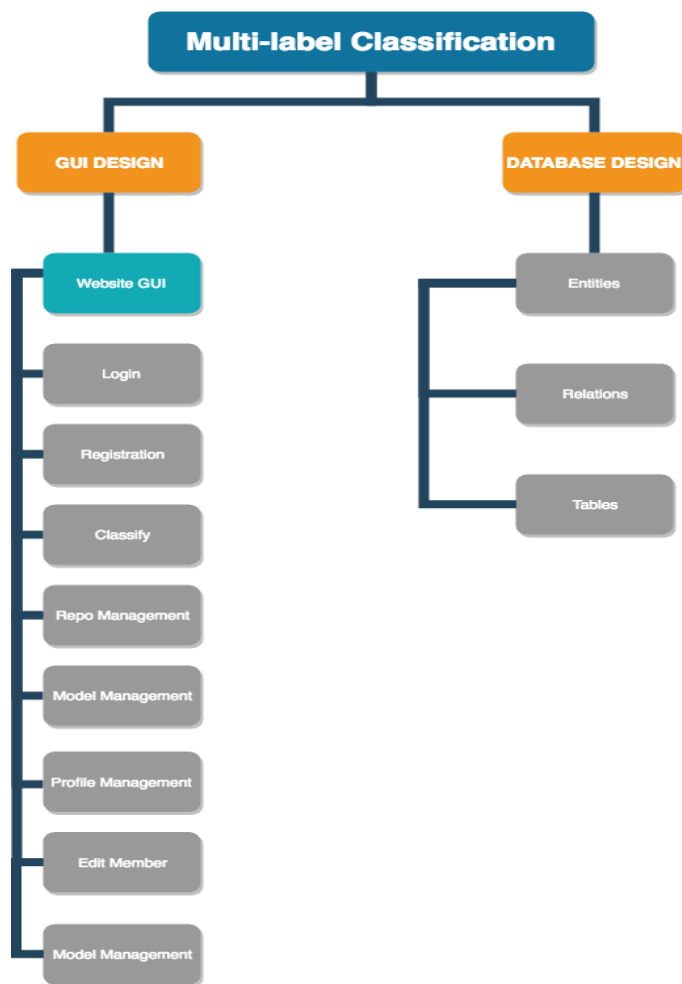 Multi-label Classification
GUI DESIGN
DATABASE DESIGN
Website GUI
Login
Registration
Classify
Repo Management
Model Management
Profile Management
Edit Member
Model Management
Entities
Relations
Tables